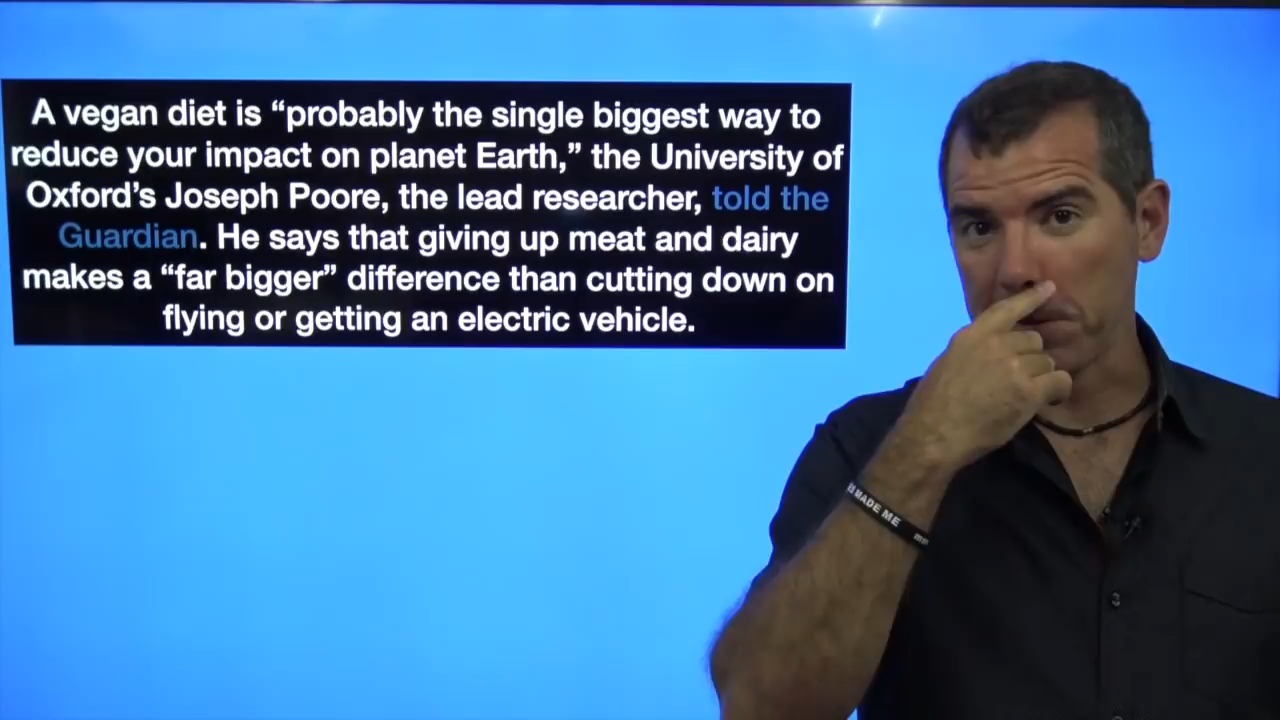 A vegan diet is “probably the single biggest way to
reduce your impact on planet Earth,” the University of
Oxford’s Joseph Poore, the lead researcher, told the
Guardian. He says that giving up meat and dairy
makes a “far bigger” difference than cutting down on
flying or getting an electric vehicle.
MADE ME